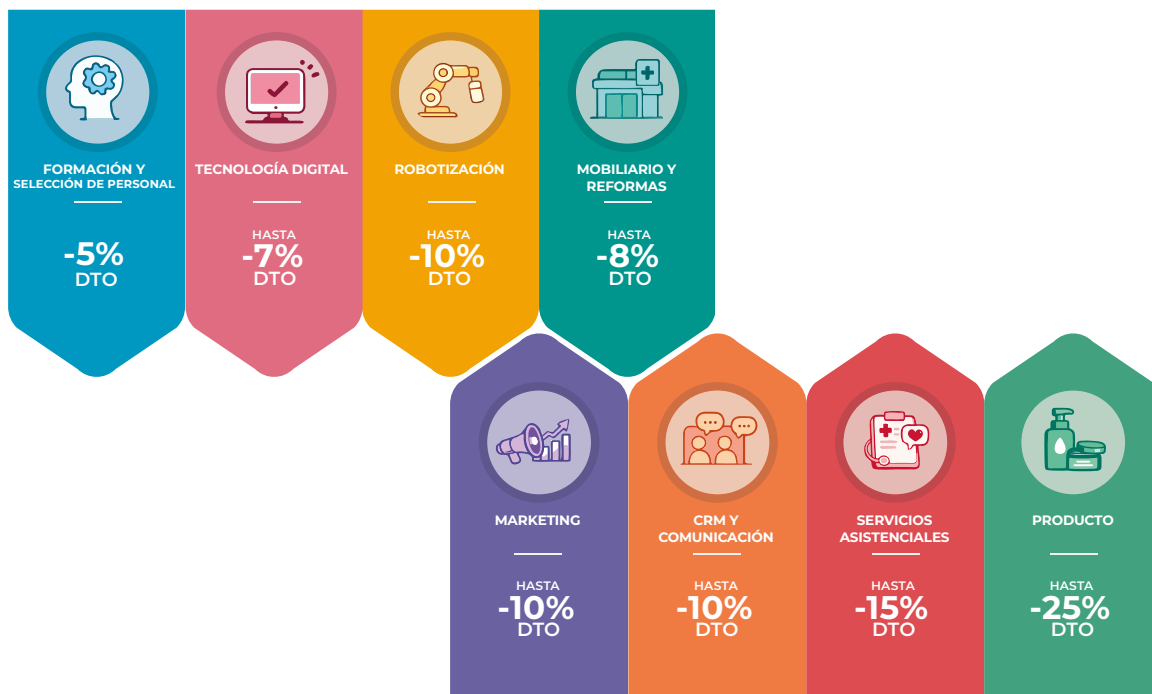 FORMACIÓN Y
SELECCIÓN DE PERSONAL
-5%
DTO
TECNOLOGÍA DIGITAL
HASTA
-7%
DTO
ROBOTIZACIÓN
HASTA
-10%
DTO
MOBILIARIO Y
REFORMAS
HASTA
-8%
DTO
MARKETING
HASTA
-10%
DTO
CRM Y
COMUNICACIÓN
HASTA
-10%
DTO
SERVICIOS
ASISTENCIALES
HASTA
-15%
DTO
PRODUCTO
HASTA
-25%
DTO